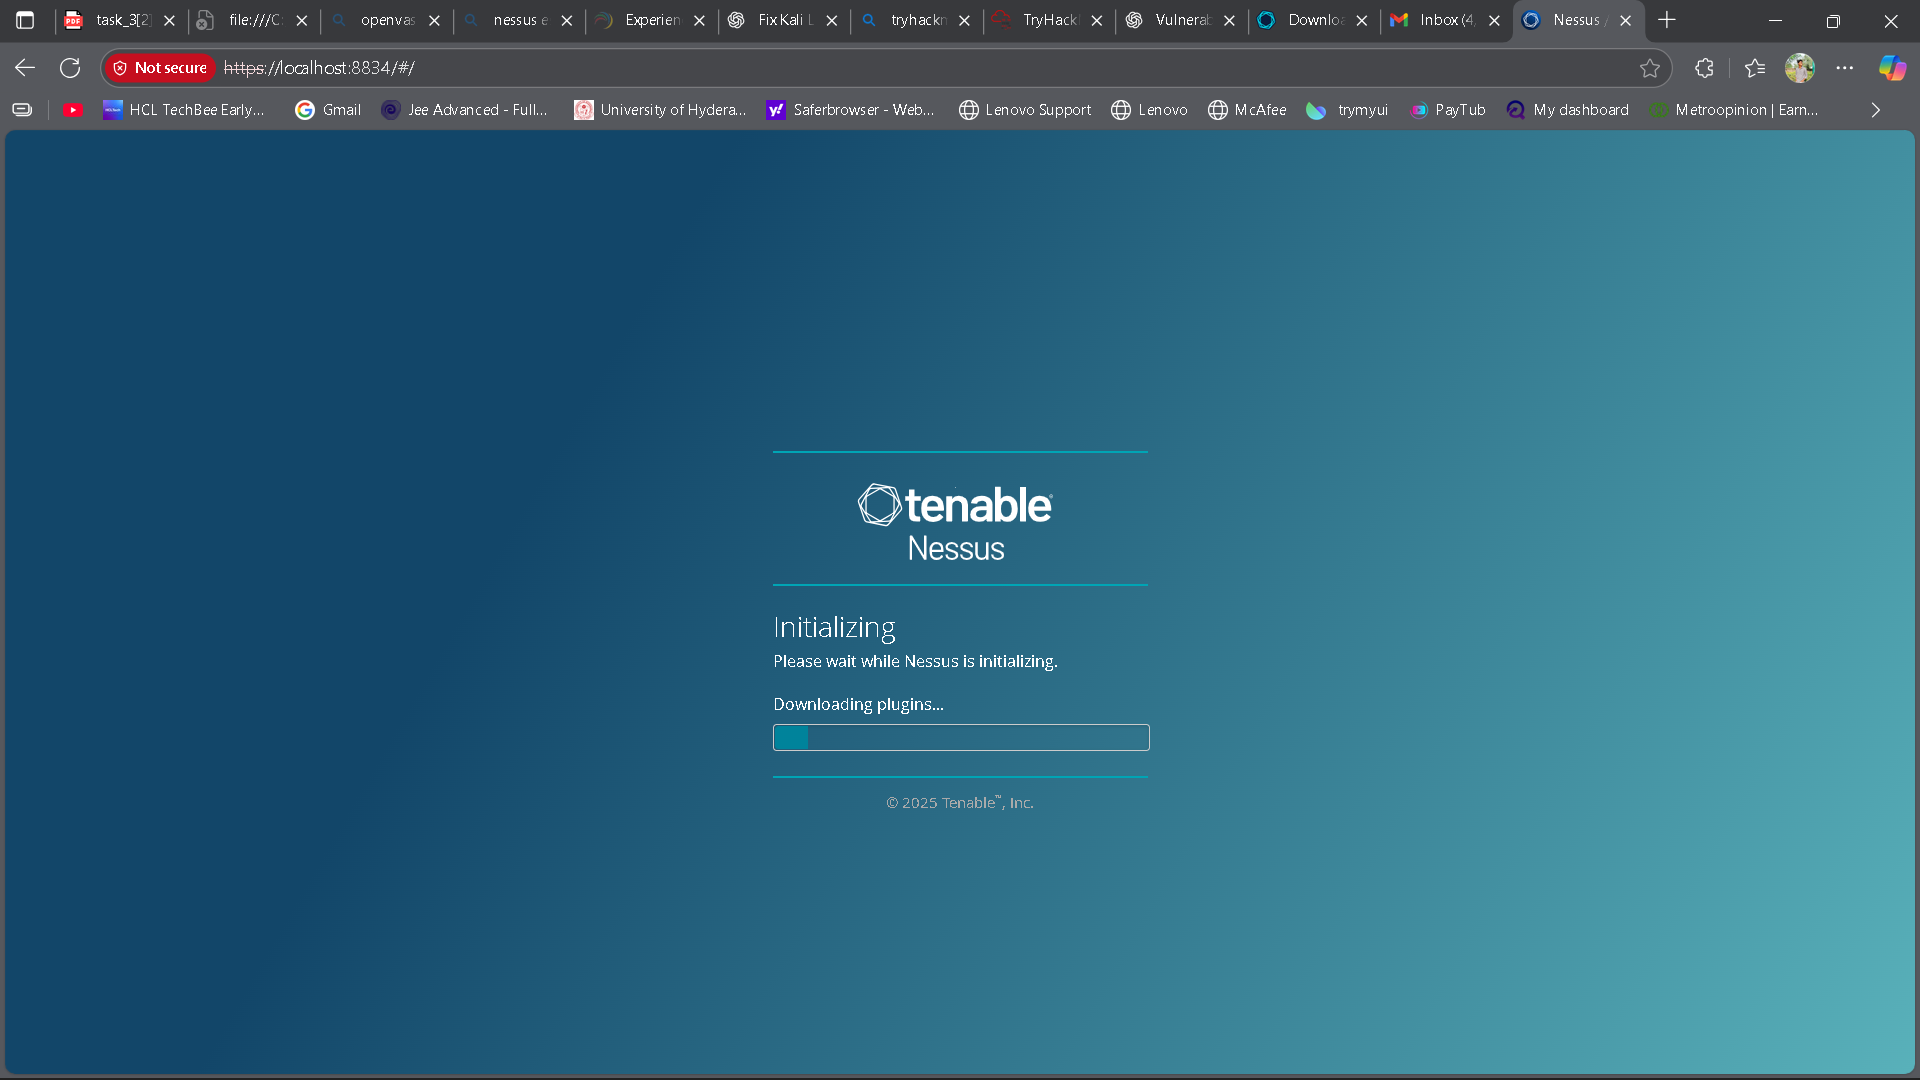 task_3[2]
file:///C:
openvas
nessus e
Experien
Fix Kali L
tryhackn
TryHackl
Vulnerab
Downloa
Inbox (4,
Nessus /
Not secure https://localhost:8834/#/
HCL TechBee Early... Gmail Jee Advanced - Full... University of Hydera... Saferbrowser - Web... Lenovo Support Lenovo McAfee trymyui PayTub My dashboard Metroopinion | Earn...
tenable
Nessus
Initializing
Please wait while Nessus is initializing.
Downloading plugins...
© 2025 Tenable™, Inc.